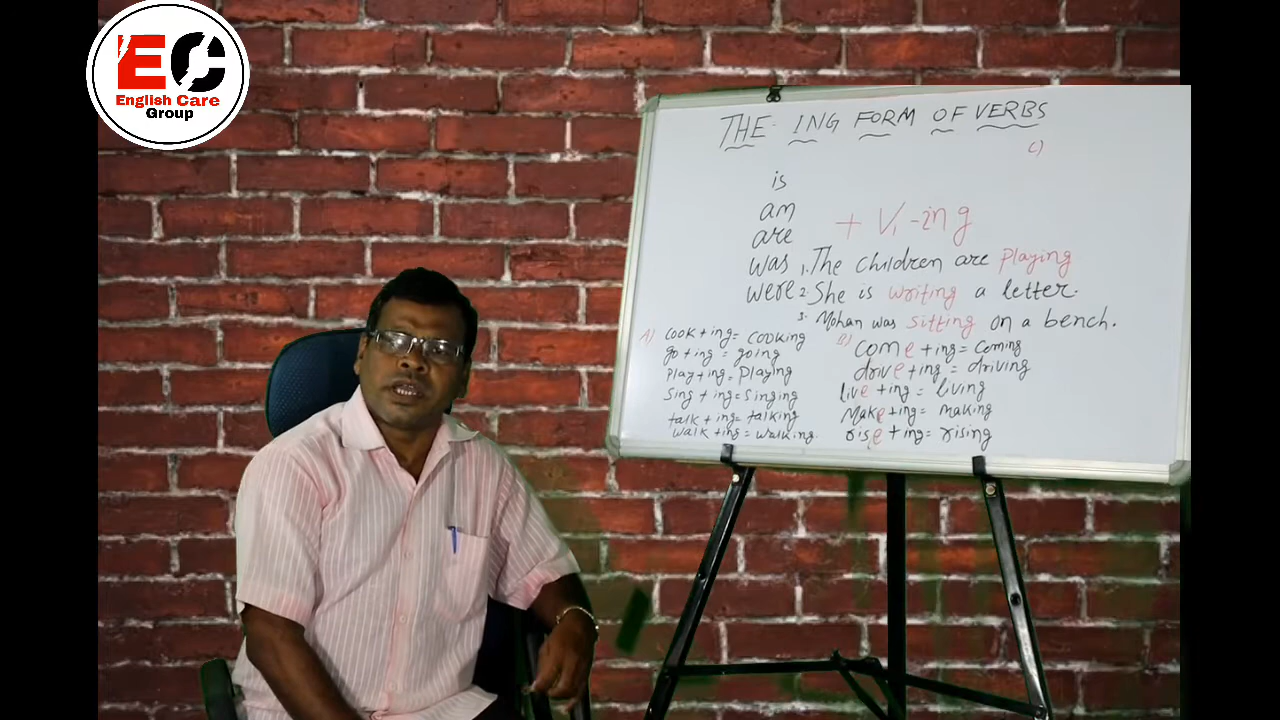 EC
English Care
Group
THE ING FORM OF VERBS
C)
is
am
are
was
were
+ V1 -ing
1. The children are playing
2. She is writing a letter.
3. Mohan was sitting on a bench.
A) cook + ing = cooking
go + ing = going
Play + ing = Playing
Sing + ing = Singing
talk + ing = talking
walk + ing = walking.
B) come + ing = coming
drive + ing = driving
live + ing = living
Make + ing = making
rise + ing = rising